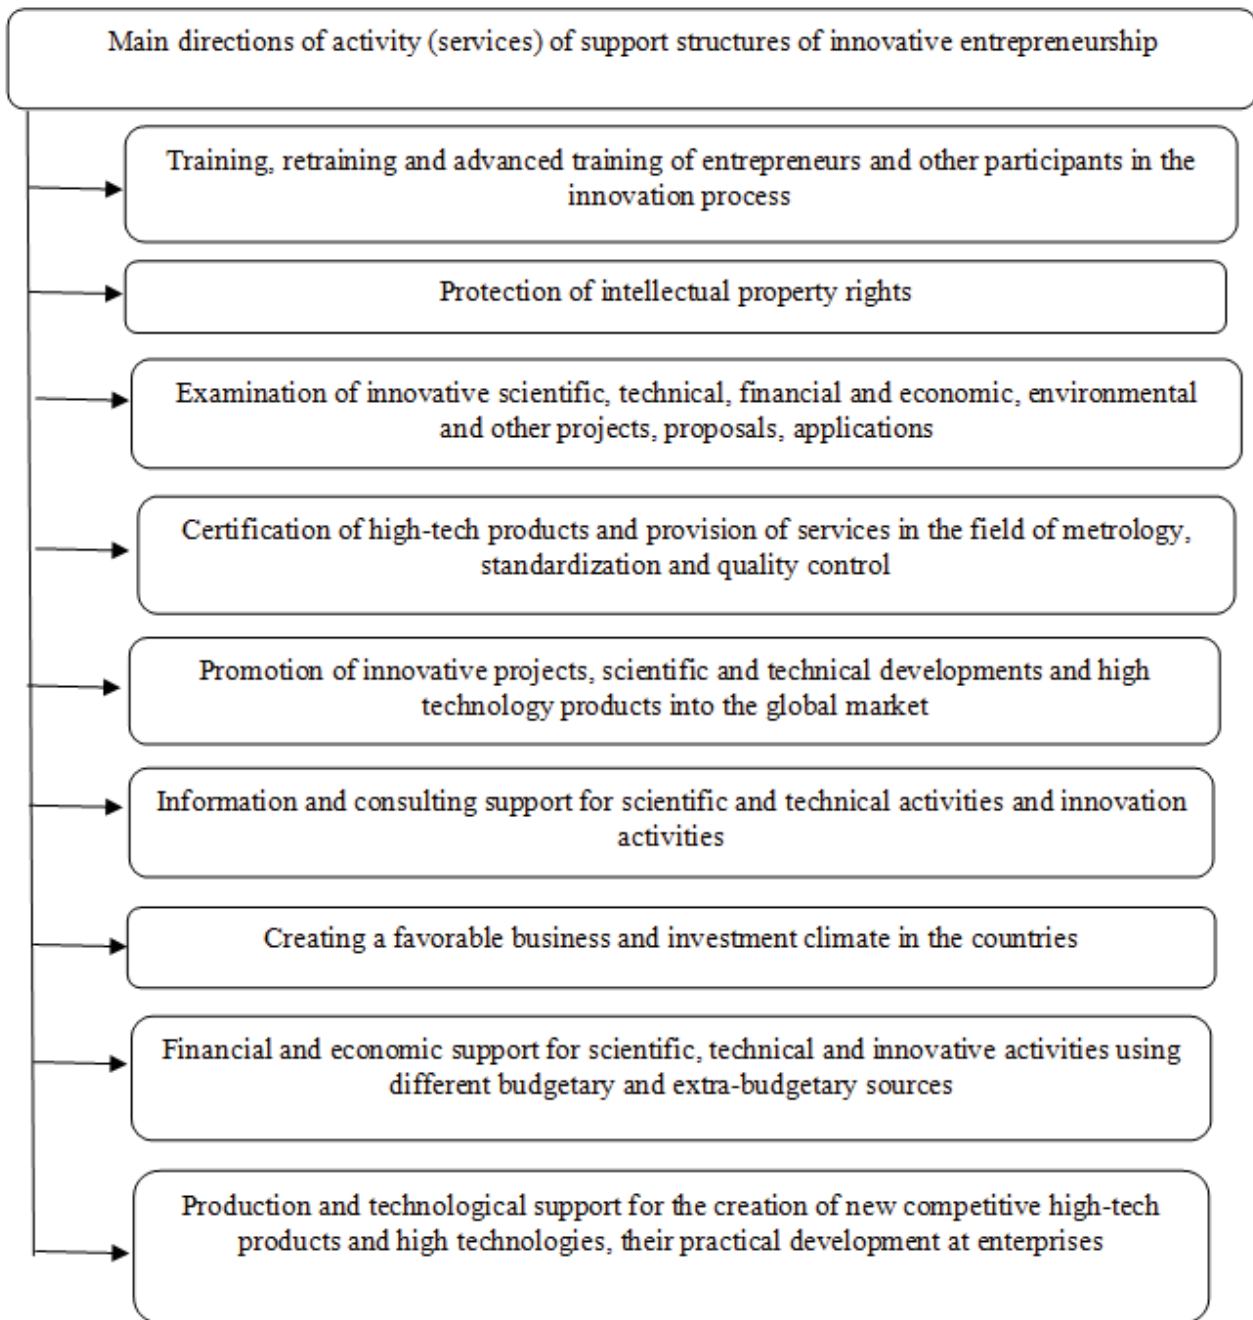 Main directions of activity (services) of support structures of innovative entrepreneurship
Training, retraining and advanced training of entrepreneurs and other participants in the
innovation process
Protection of intellectual property rights
Examination of innovative scientific, technical, financial and economic, environmental
and other projects, proposals, applications
Certification of high-tech products and provision of services in the field of metrology,
standardization and quality control
Promotion of innovative projects, scientific and technical developments and high
technology products into the global market
Information and consulting support for scientific and technical activities and innovation
activities
Creating a favorable business and investment climate in the countries
Financial and economic support for scientific, technical and innovative activities using
different budgetary and extra-budgetary sources
Production and technological support for the creation of new competitive high-tech
products and high technologies, their practical development at enterprises